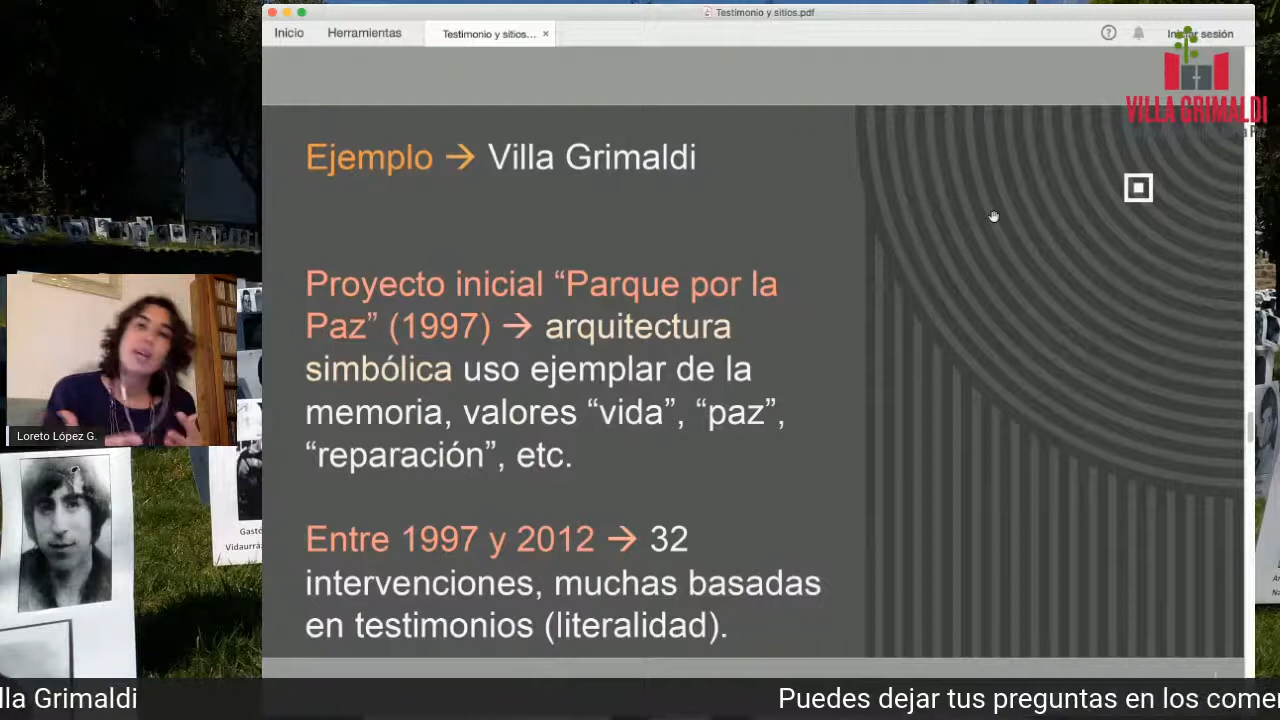 Testimonio y sitios.pdf
Inicio
Herramientas
Testimonio y sitios... ×
Iniciar sesión
VILLA GRIMALDI
Ejemplo → Villa Grimaldi
Proyecto inicial “Parque por la
Paz” (1997) → arquitectura
simbólica uso ejemplar de la
memoria, valores “vida”, “paz”,
“reparación”, etc.
Entre 1997 y 2012 → 32
intervenciones, muchas basadas
en testimonios (literalidad).
Loreto López G.
Gastó
Vidaurrá
lla Grimaldi
Puedes dejar tus preguntas en los comen